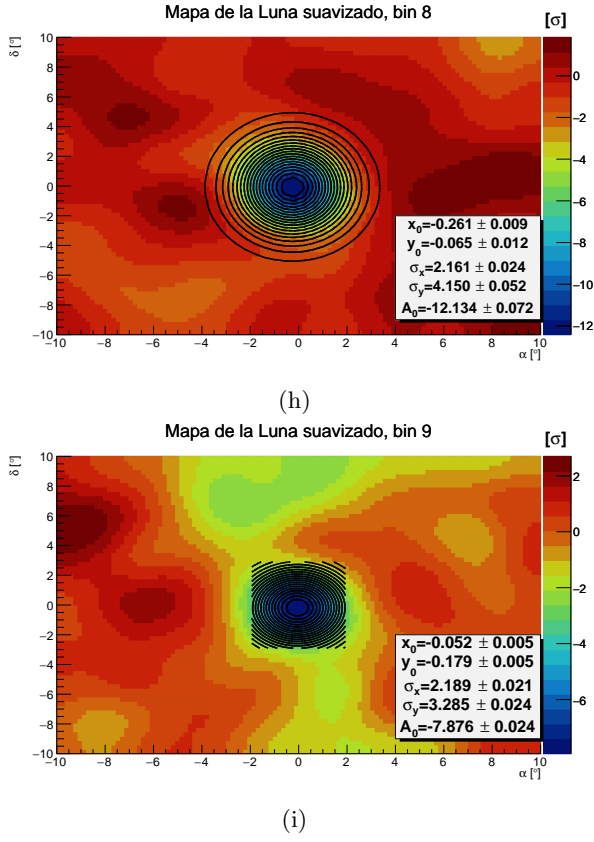 Mapa de la Luna suavizado, bin 8
[σ]
δ [º]
10
8
6
4
2
0
−2
−4
−6
−8
−10
0
−2
−4
−6
−8
−10
−12
x0=-0.261 ± 0.009
y0=-0.065 ± 0.012
σx=2.161 ± 0.024
σy=4.150 ± 0.052
A0=-12.134 ± 0.072
−10 −8 −6 −4 −2 0 2 4 6 8 10
α [º]
(h)
Mapa de la Luna suavizado, bin 9
[σ]
δ [º]
10
8
6
4
2
0
−2
−4
−6
−8
−10
2
0
−2
−4
−6
x0=-0.052 ± 0.005
y0=-0.179 ± 0.005
σx=2.189 ± 0.021
σy=3.285 ± 0.024
A0=-7.876 ± 0.024
−10 −8 −6 −4 −2 0 2 4 6 8 10
α [º]
(i)